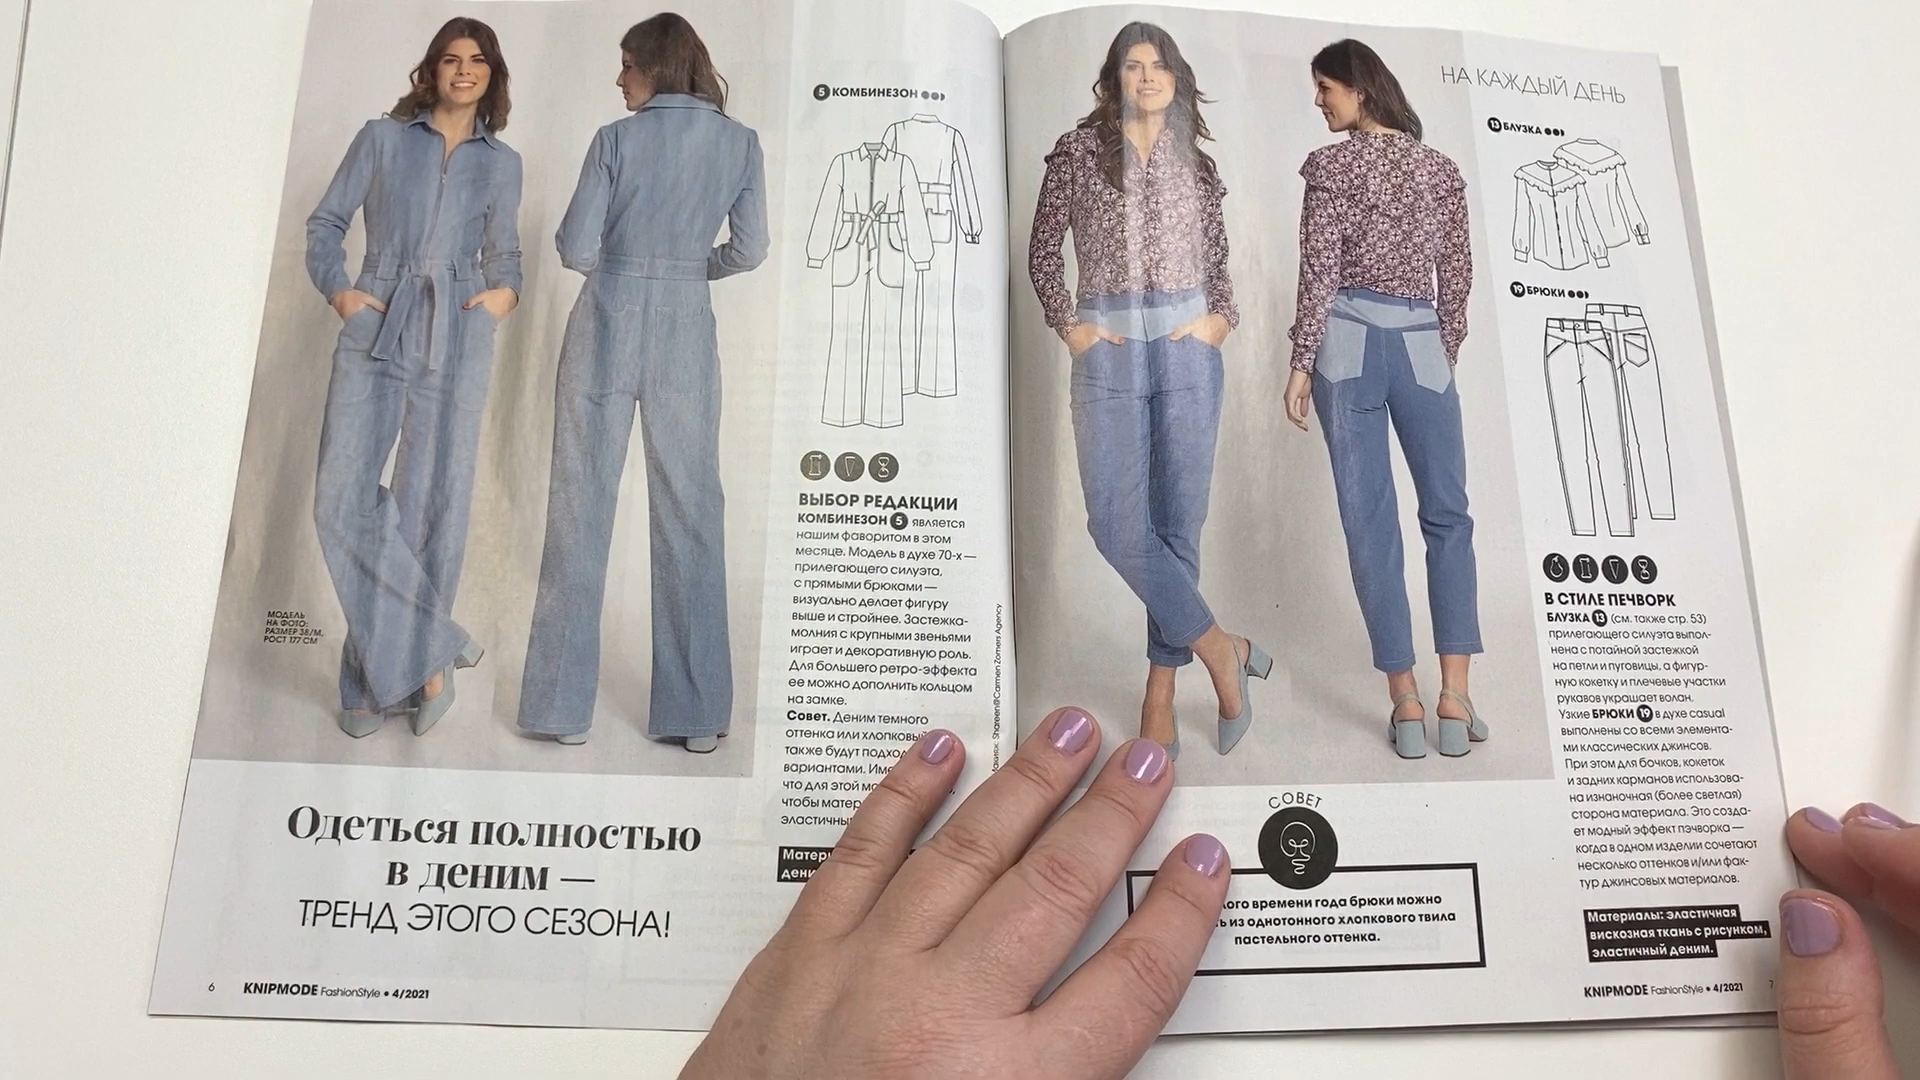 5 КОМБИНЕЗОН
ВЫБОР РЕДАКЦИИ
КОМБИНЕЗОН 5 является
нашим фаворитом в этом
месяце. Модель в духе 70-х —
прилегающего силуэта,
с прямыми брюками —
визуально делает фигуру
выше и стройнее. Застежка-
молния с крупными звеньями
играет и декоративную роль.
Для большего ретро-эффекта
ее можно дополнить кольцом
на замке.
Совет. Деним темного
оттенка или хлопковый
также будут
вариантами.
что для этой
чтобы
МОДЕЛЬ
НА ФОТО:
РАЗМЕР 38/M,
РОСТ 177 СМ
Одеться полностью
в деним —
ТРЕНД ЭТОГО СЕЗОНА!
6 KNIPMODE FashionStyle • 4/2021
Shareen@Carmen Zomers Agency
НА КАЖДЫЙ ДЕНЬ
13 БЛУЗКА
19 БРЮКИ
В СТИЛЕ ПЕЧВОРК
БЛУЗКА 13 (см. также стр. 53)
прилегающего силуэта выпол-
нена с потайной застежкой
на петли и пуговицы, а фигур-
ную кокетку и плечевые участки
рукавов украшает волан.
Узкие БРЮКИ 19 в духе casual
выполнены со всеми элемента-
ми классических джинсов.
При этом для бочков, кокеток
и задних карманов использова-
на изнаночная (более светлая)
сторона материала. Это созда-
ет модный эффект пэчворка —
когда в одном изделии сочетают
несколько оттенков и/или фак-
тур джинсовых материалов.
Материалы: эластичная
вискозная ткань с рисунком,
эластичный деним.
СОВЕТ
времени года брюки можно
из однотонного хлопкового твила
пастельного оттенка.
KNIPMODE FashionStyle • 4/2021 7